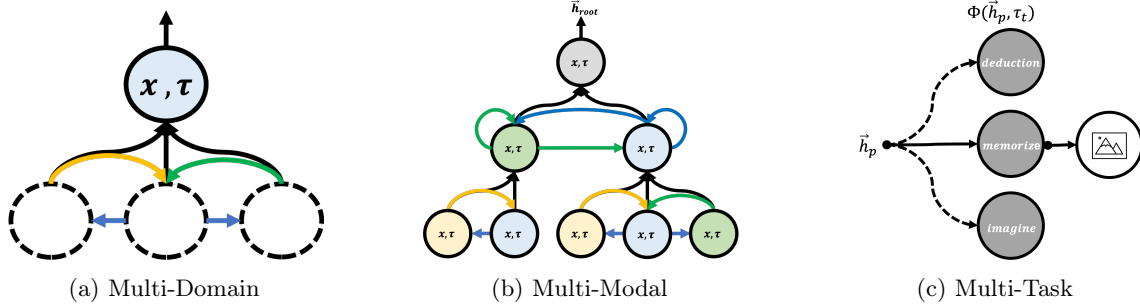 x, τ
(a) Multi-Domain
h⃗_root
x, τ
x, τ
x, τ
x, τ
x, τ
x, τ
x, τ
x, τ
(b) Multi-Modal
Φ(h⃗_p, τ_t)
deduction
h⃗_p
memorize
imagine
(c) Multi-Task